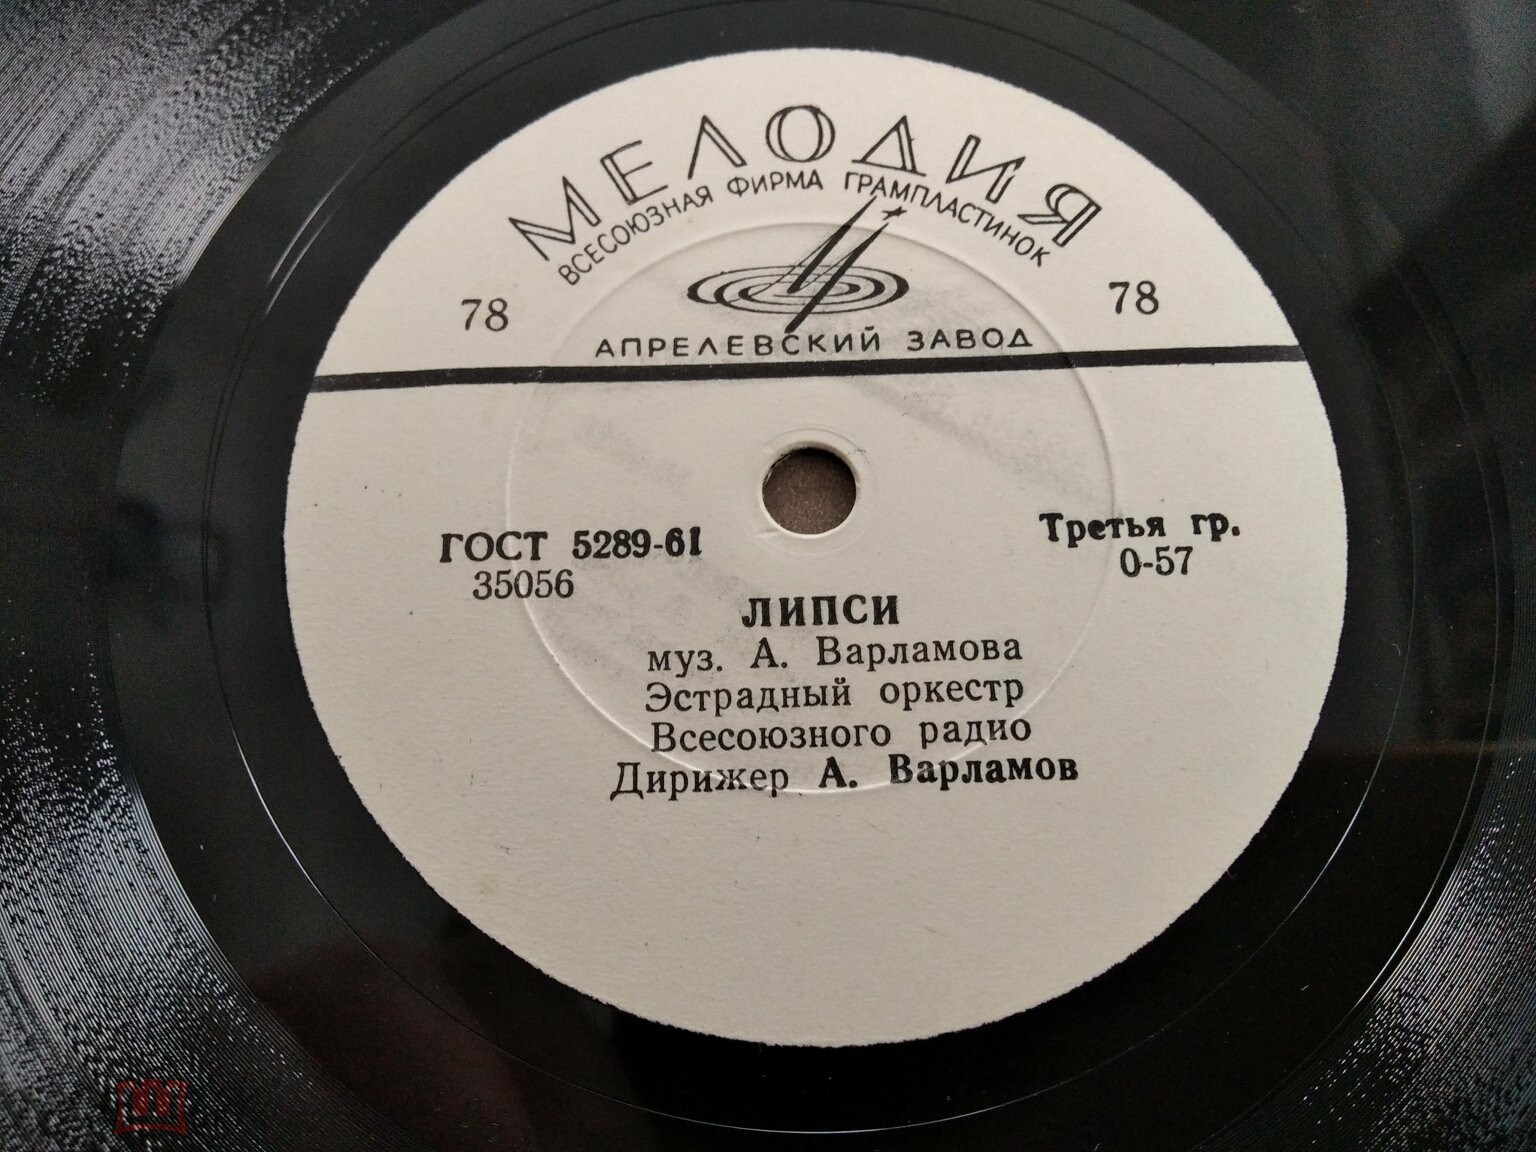 МЕЛОДИЯ
ВСЕСОЮЗНАЯ ФИРМА ГРАМПЛАСТИНОК
78 78
АПРЕЛЕВСКИЙ ЗАВОД
ГОСТ 5289-61 Третья гр.
35056 0-57
ЛИПСИ
муз. А. Варламова
Эстрадный оркестр
Всесоюзного радио
Дирижер А. Варламов